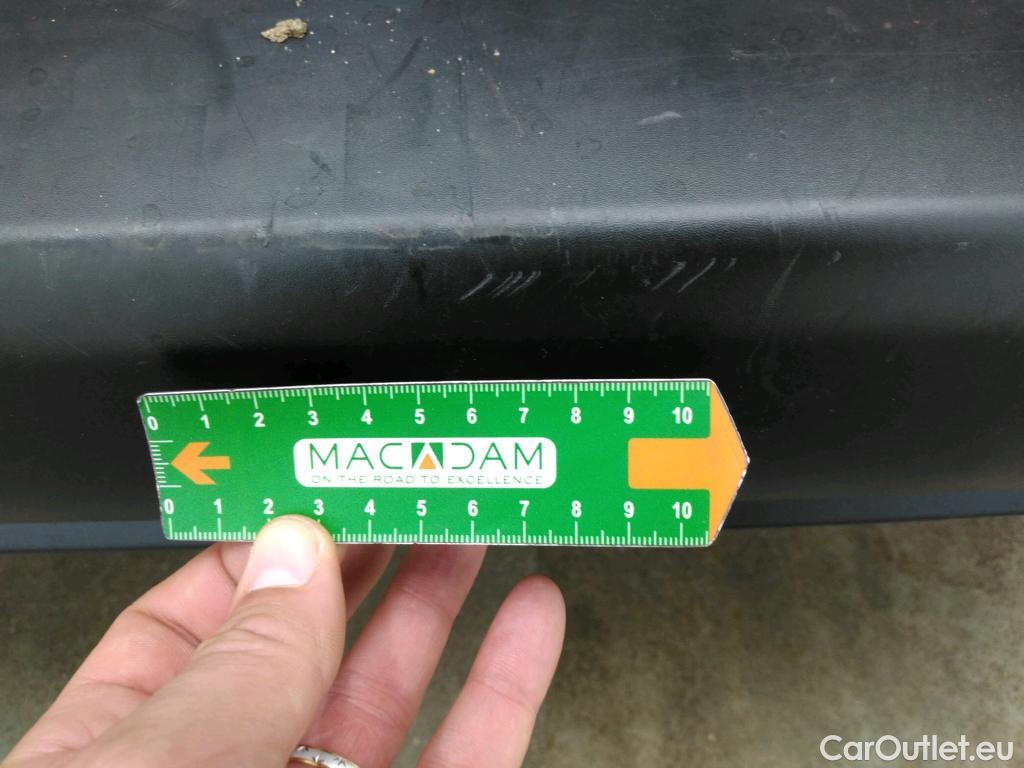 0 1 2 3 4 5 6 7 8 9 10
MACADAM
ON THE ROAD TO EXCELLENCE
0 1 2 3 4 5 6 7 8 9 10
CarOutlet.eu